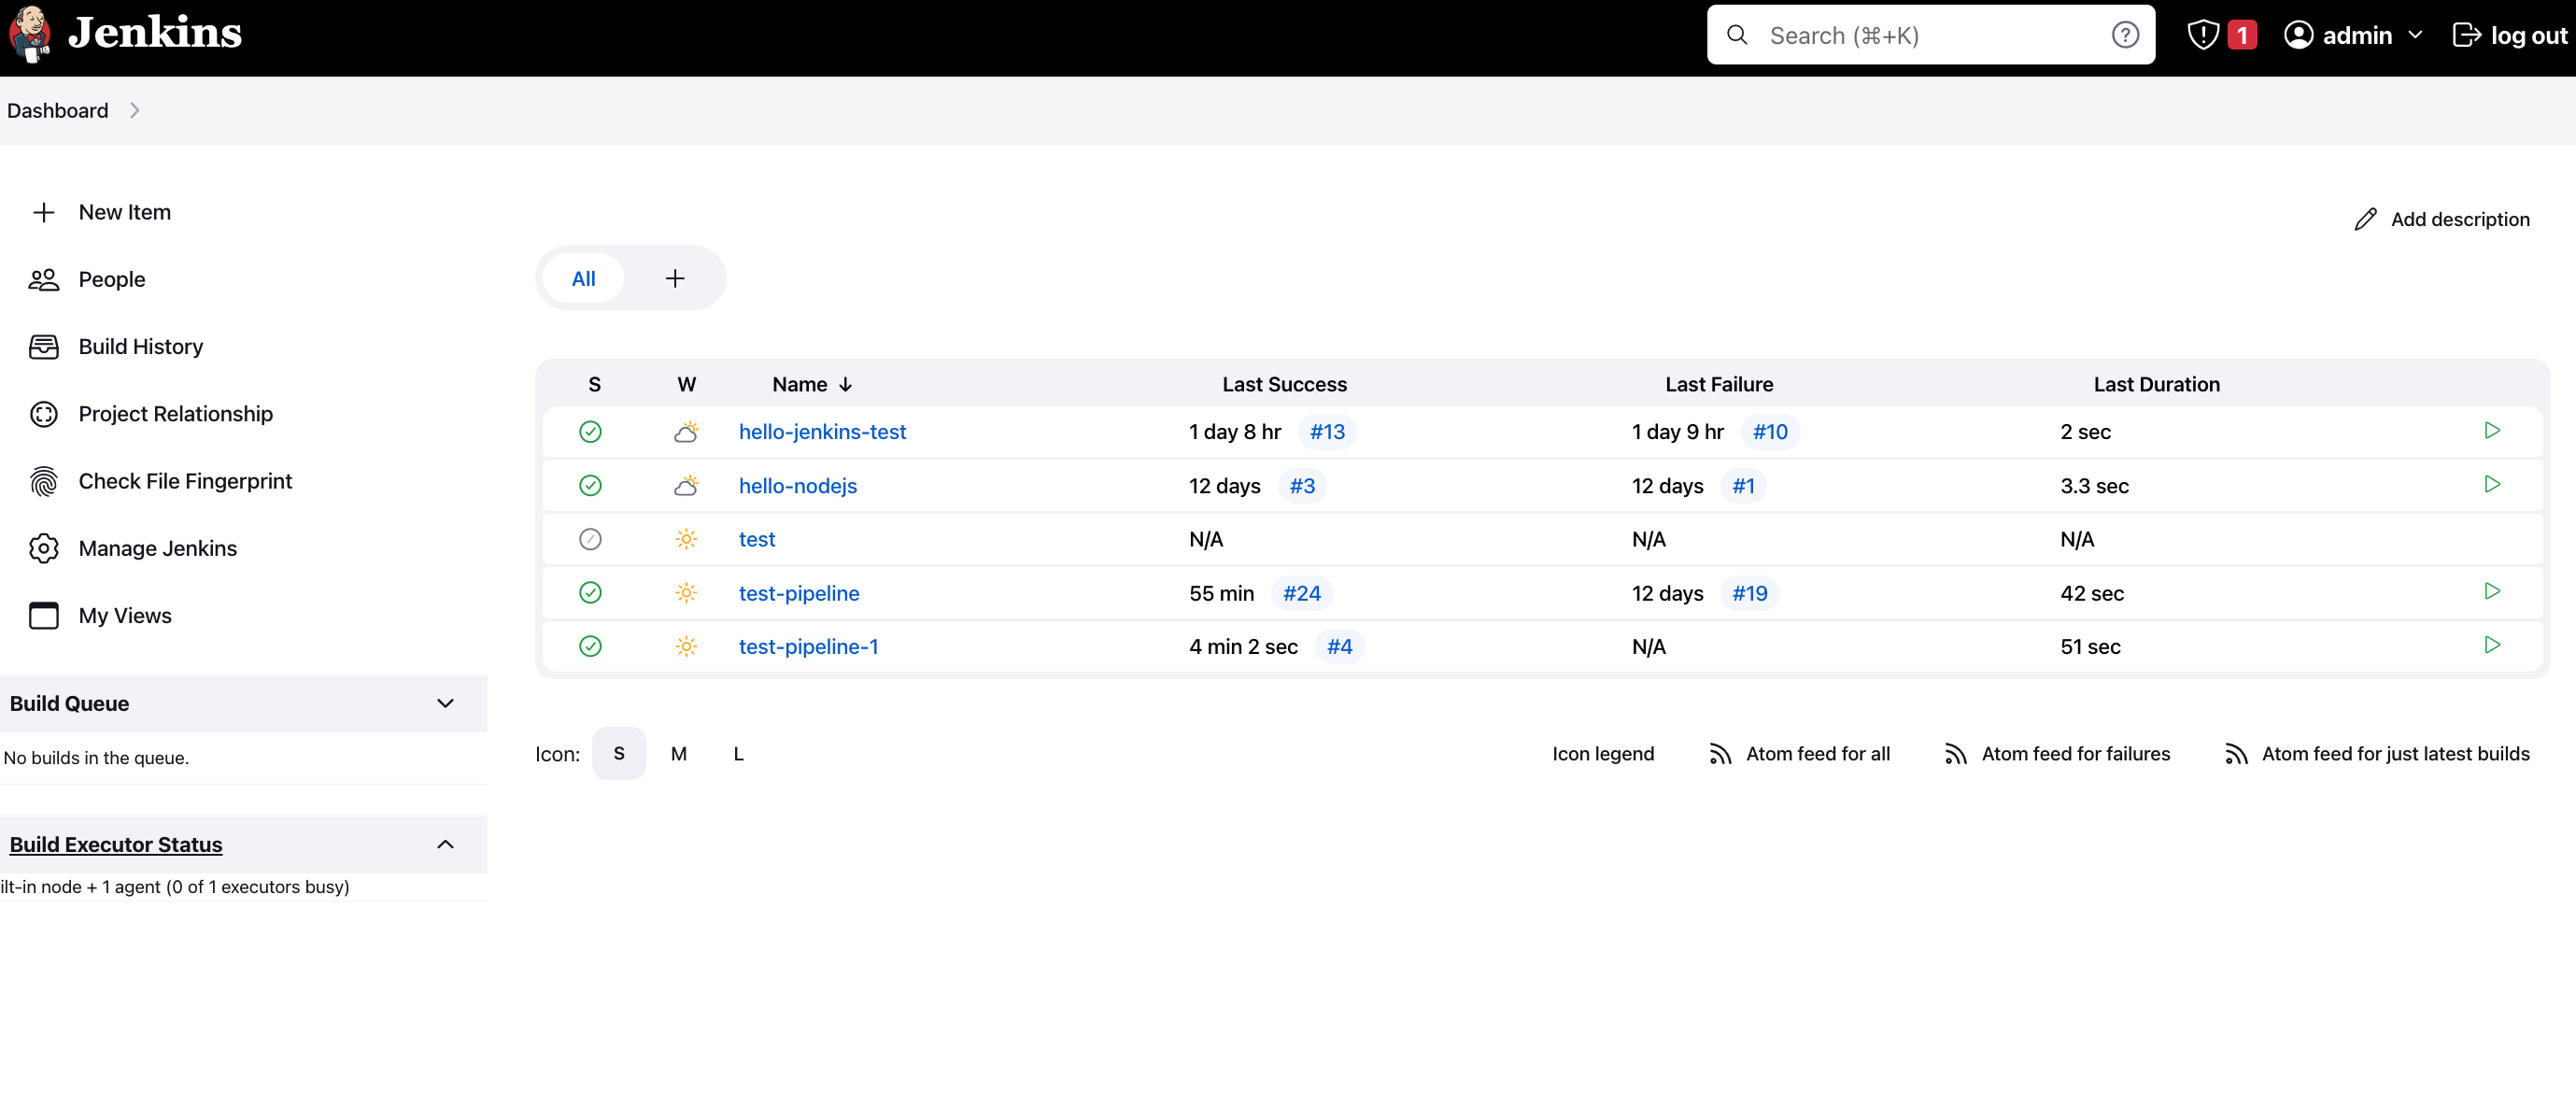 Jenkins
Search (⌘+K)
1
admin
log out
Dashboard
New Item
People
Build History
Project Relationship
Check File Fingerprint
Manage Jenkins
My Views
Build Queue
No builds in the queue.
Build Executor Status
ilt-in node + 1 agent (0 of 1 executors busy)
Add description
All +
S W Name ↓ Last Success Last Failure Last Duration
hello-jenkins-test 1 day 8 hr #13 1 day 9 hr #10 2 sec
hello-nodejs 12 days #3 12 days #1 3.3 sec
test N/A N/A N/A
test-pipeline 55 min #24 12 days #19 42 sec
test-pipeline-1 4 min 2 sec #4 N/A 51 sec
Icon: S M L
Icon legend
Atom feed for all
Atom feed for failures
Atom feed for just latest builds